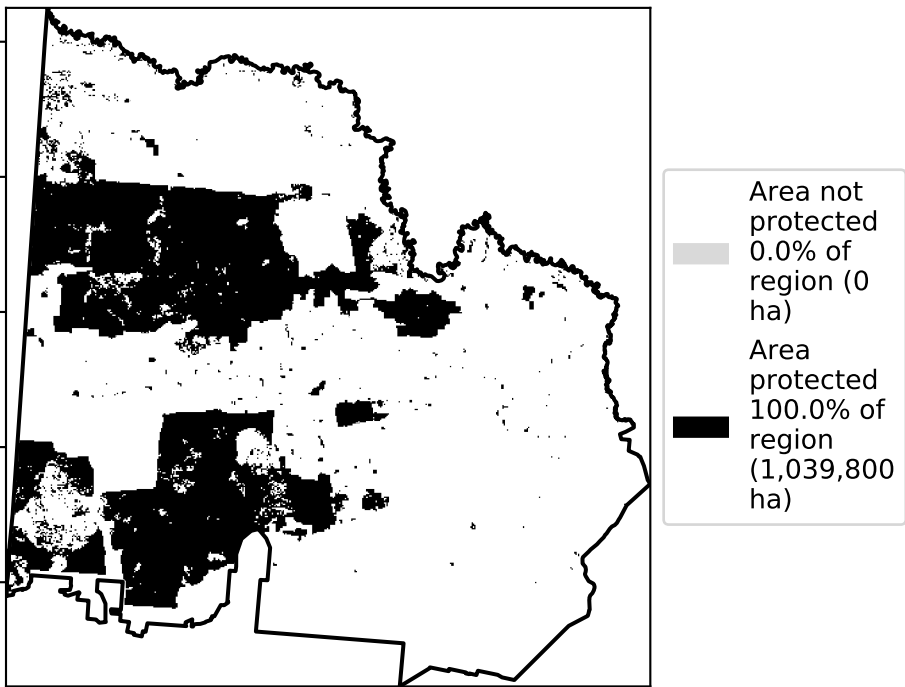 Area not
protected
0.0% of
region (0
ha)
Area
protected
100.0% of
region
(1,039,800
ha)